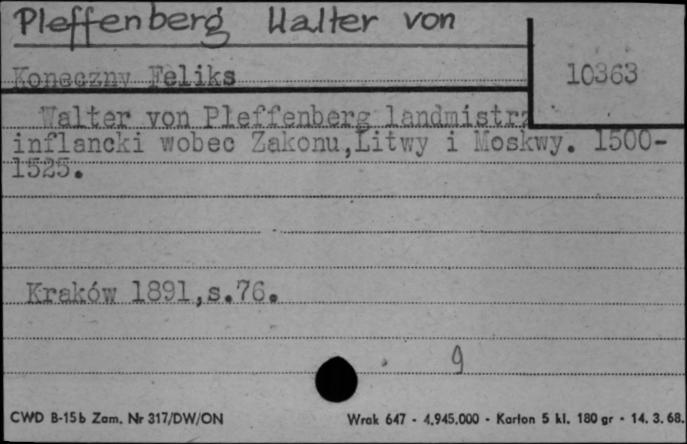 Pleffenberg Walter von
Koneczny Feliks
10363
Walter von Pleffenberg landmistrz
inflancki wobec Zakonu,Litwy i Moskwy. 1500-
1525.
Kraków 1891,s.76.
9
CWD B-15b Zam. Nr 317/DW/ON
Wrak 647 - 4.945.000 - Karton 5 kl. 180 gr - 14. 3. 68.